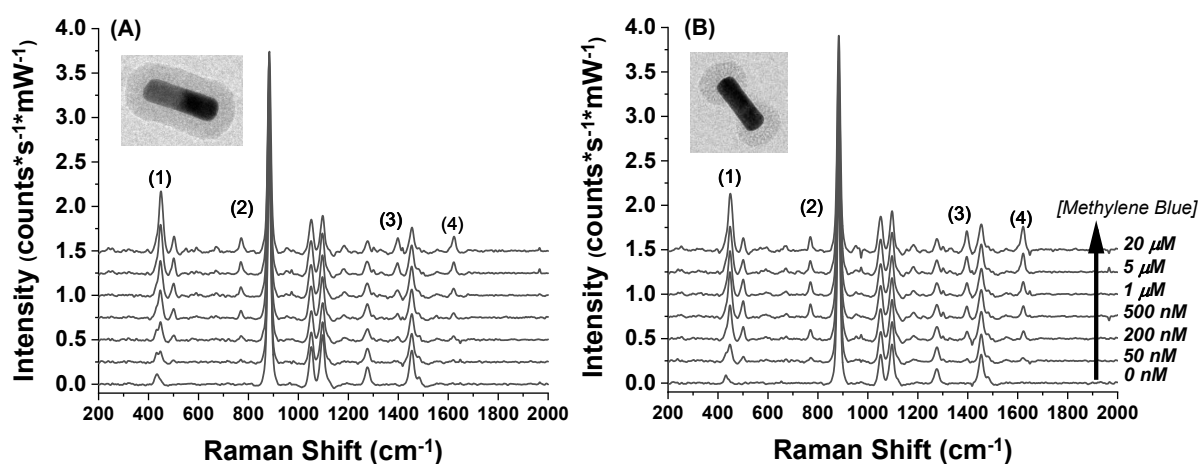 (A)
4.0
3.5
3.0
2.5
2.0
1.5
1.0
0.5
0.0
Intensity (counts*s-1*mW-1)
(1)
(2)
(3)
(4)
200 400 600 800 1000 1200 1400 1600 1800 2000
Raman Shift (cm-1)
(B)
4.0
3.5
3.0
2.5
2.0
1.5
1.0
0.5
0.0
Intensity (counts*s-1*mW-1)
(1)
(2)
(3)
(4)
[Methylene Blue]
20 μM
5 μM
1 μM
500 nM
200 nM
50 nM
0 nM
200 400 600 800 1000 1200 1400 1600 1800 2000
Raman Shift (cm-1)